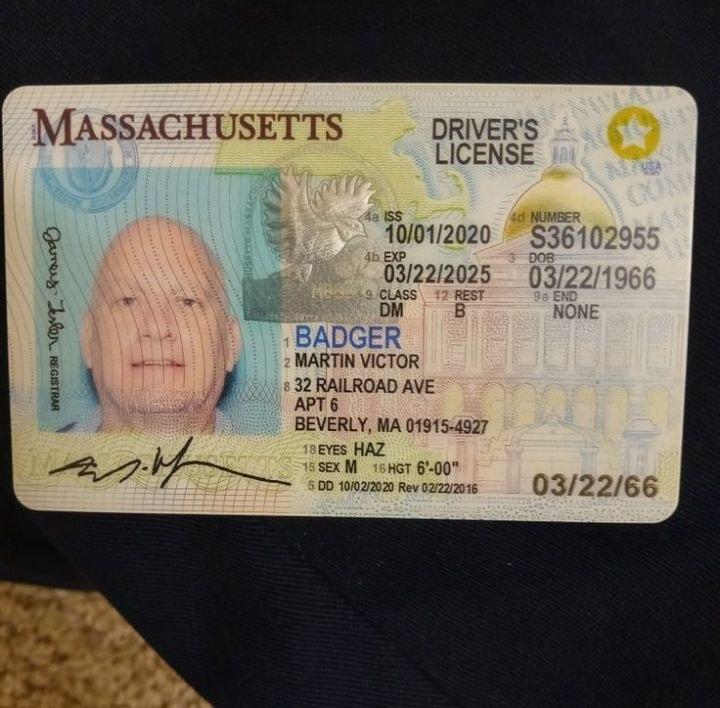 MASSACHUSETTS
DRIVER'S
LICENSE
USA
4a ISS
10/01/2020
4d NUMBER
S36102955
4b EXP
03/22/2025
3 DOB
03/22/1966
9 CLASS
DM
12 REST
B
9a END
NONE
1 BADGER
2 MARTIN VICTOR
8 32 RAILROAD AVE
APT 6
BEVERLY, MA 01915-4927
18 EYES HAZ
15 SEX M 16 HGT 6'-00"
5 DD 10/02/2020 Rev 02/22/2016
03/22/66
REGISTRAR